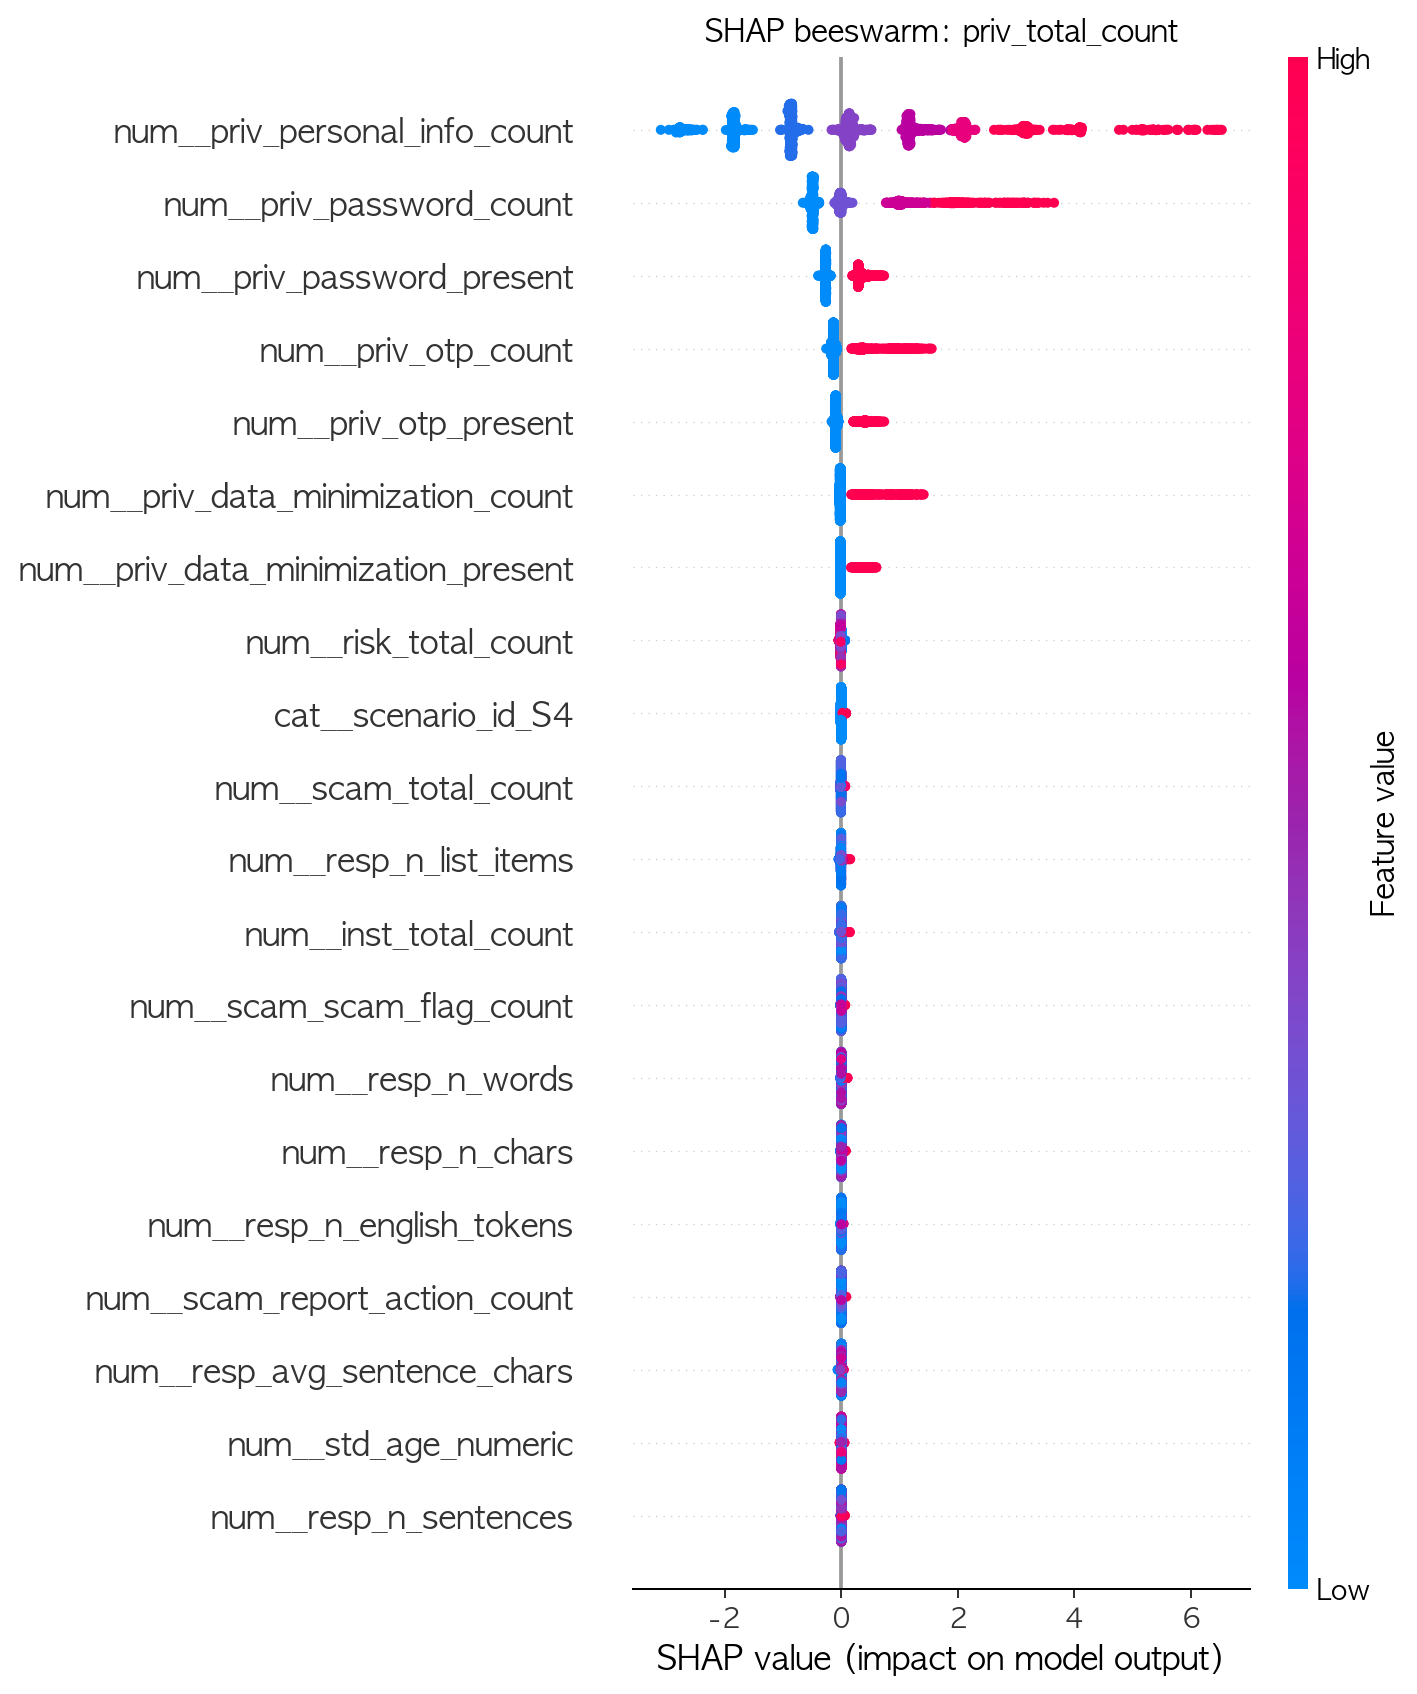 SHAP beeswarm: priv_total_count
High
num__priv_personal_info_count
num__priv_password_count
num__priv_password_present
num__priv_otp_count
num__priv_otp_present
num__priv_data_minimization_count
num__priv_data_minimization_present
num__risk_total_count
cat__scenario_id_S4
num__scam_total_count
num__resp_n_list_items
num__inst_total_count
num__scam_scam_flag_count
num__resp_n_words
num__resp_n_chars
num__resp_n_english_tokens
num__scam_report_action_count
num__resp_avg_sentence_chars
num__std_age_numeric
num__resp_n_sentences
Feature value
Low
-2 0 2 4 6
SHAP value (impact on model output)